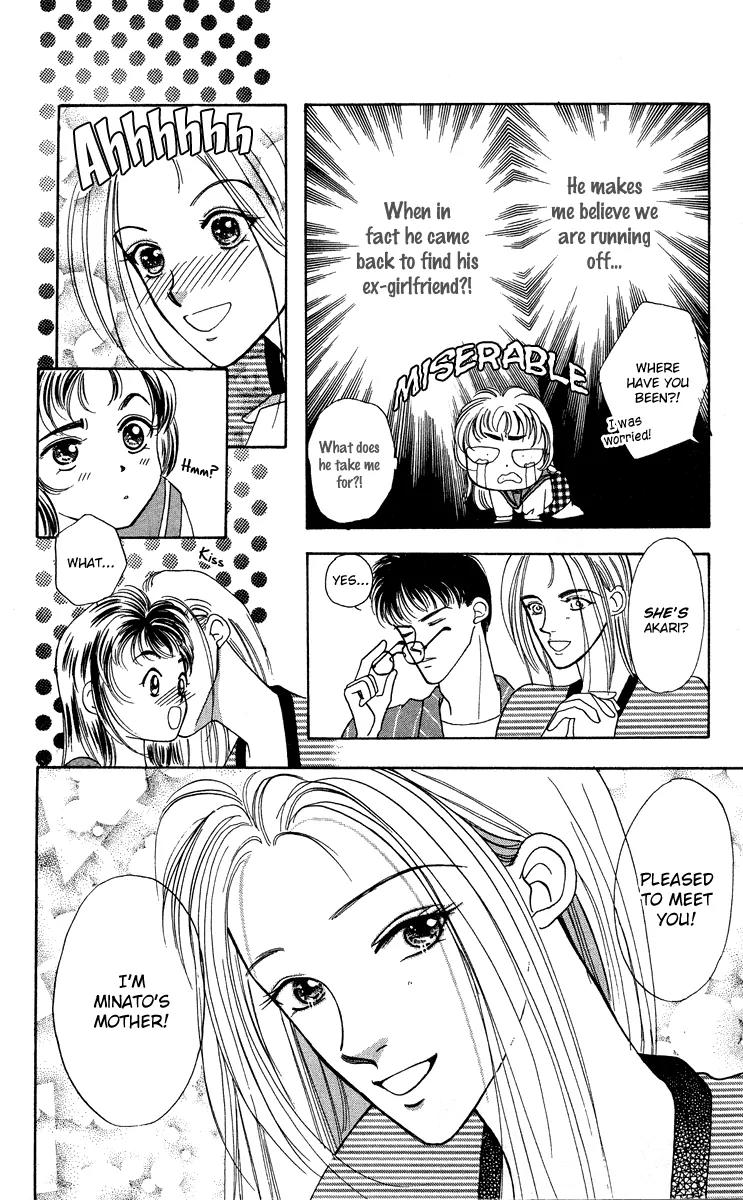 He makes
me believe we
are running
off...
When in
fact he came
back to find his
ex-girlfriend?!
MISERABLE
WHERE
HAVE YOU
BEEN?!
I was
worried!
What does
he take me
for?!
SHE'S
AKARI?
YES...
Ahhhhhh
Hmm?
Kiss
WHAT...
PLEASED
TO MEET
YOU!
I'M
MINATO'S
MOTHER!